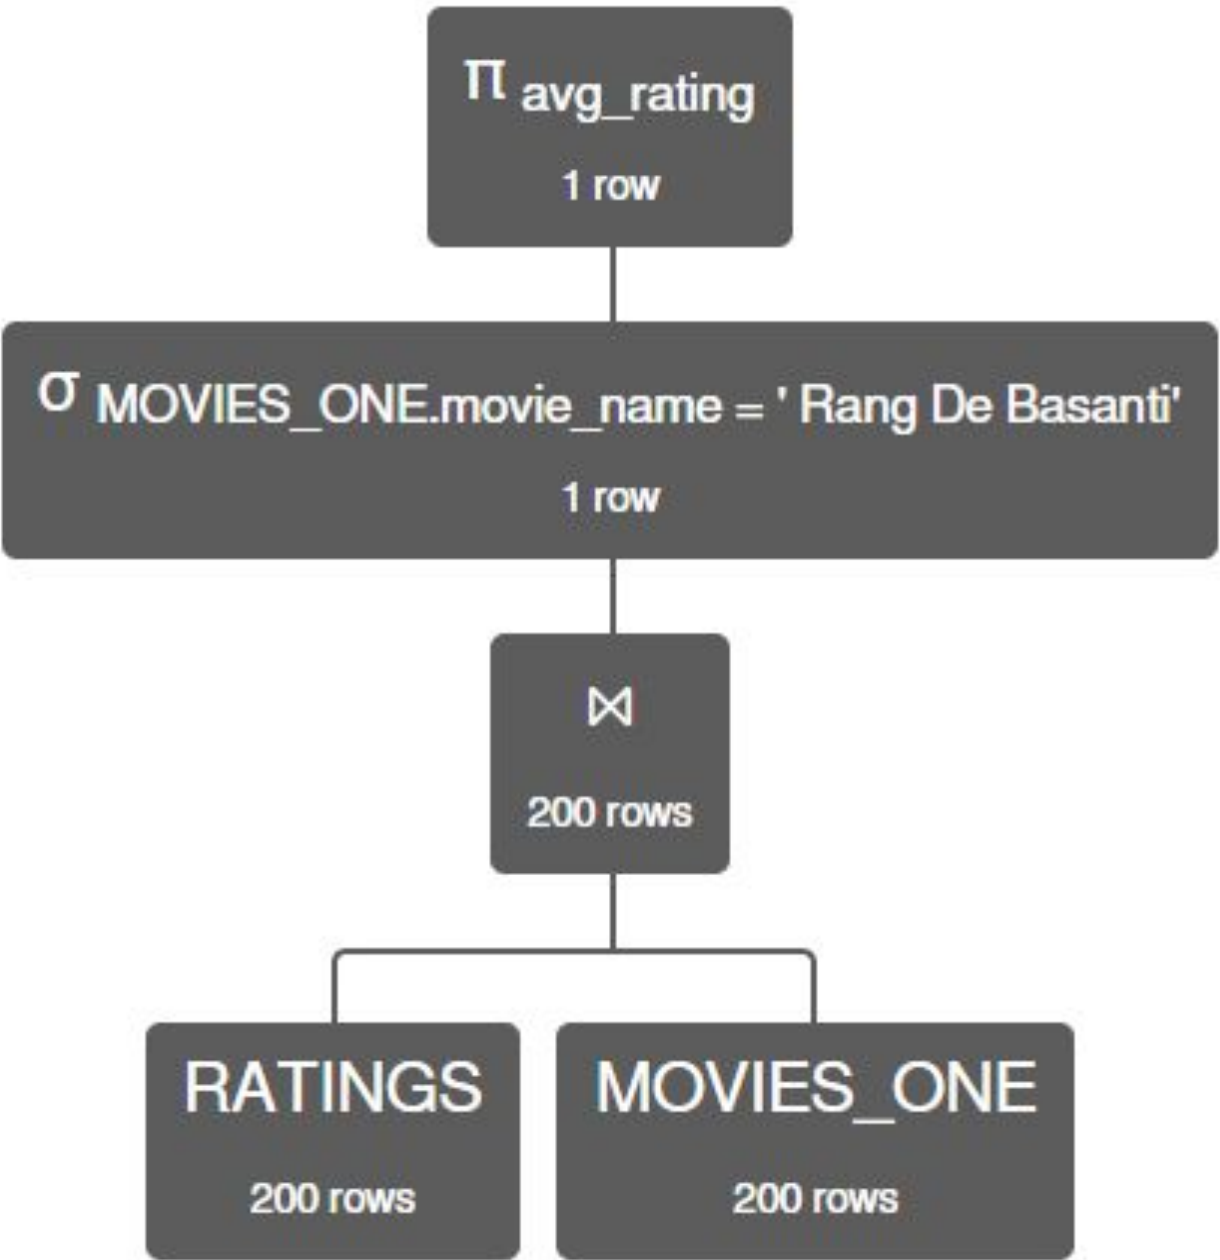 π avg_rating
1 row
σ MOVIES_ONE.movie_name = ' Rang De Basanti'
1 row
⋈
200 rows
RATINGS
200 rows
MOVIES_ONE
200 rows